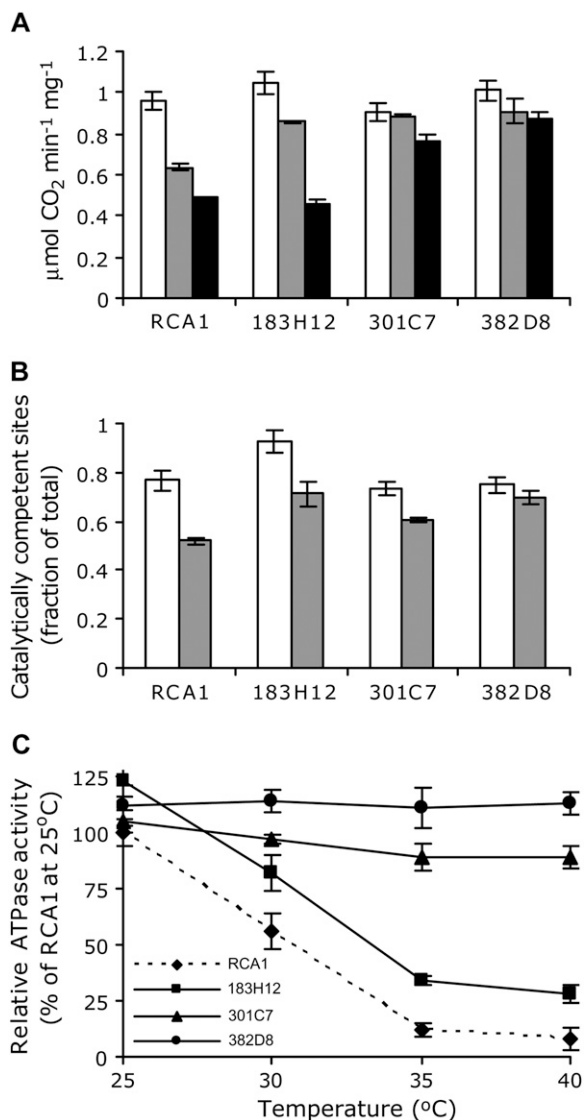 A
µmol CO2 min-1 mg-1
1.2
1
0.8
0.6
0.4
0.2
0
RCA1 183H12 301C7 382D8
B
Catalytically competent sites
(fraction of total)
1
0.8
0.6
0.4
0.2
0
RCA1 183H12 301C7 382D8
C
Relative ATPase activity
(% of RCA1 at 25oC)
125
100
75
50
25
0
RCA1
183H12
301C7
382D8
25 30 35 40
Temperature (oC)